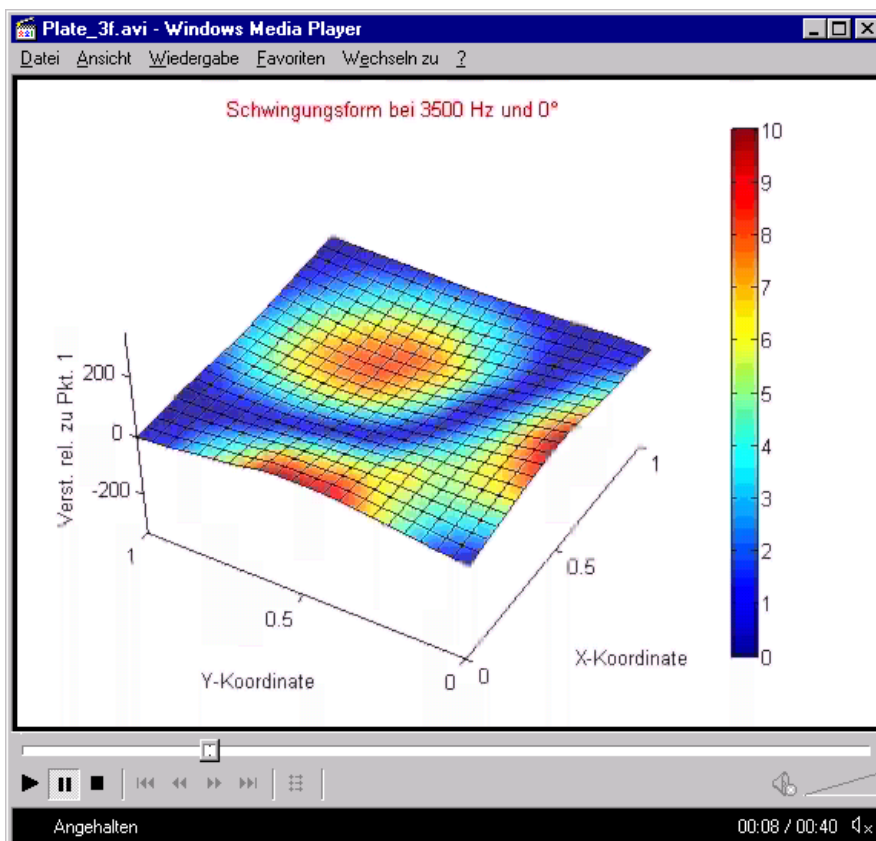 Plate_3f.avi - Windows Media Player
Datei Ansicht Wiedergabe Favoriten Wechseln zu ?
Schwingungsform bei 3500 Hz und 0°
10
9
8
7
6
5
4
3
2
1
0
Verst. rel. zu Pkt. 1
200
0
-200
1
0.5
0
Y-Koordinate
0
0.5
1
X-Koordinate
Angehalten 00:08 / 00:40